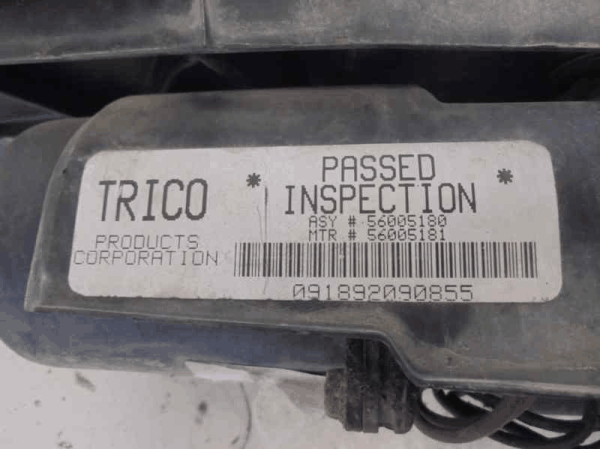 TRICO
PRODUCTS
CORPORATION
* PASSED *
INSPECTION
ASY # 56005180
MTR # 56005181
091892090855